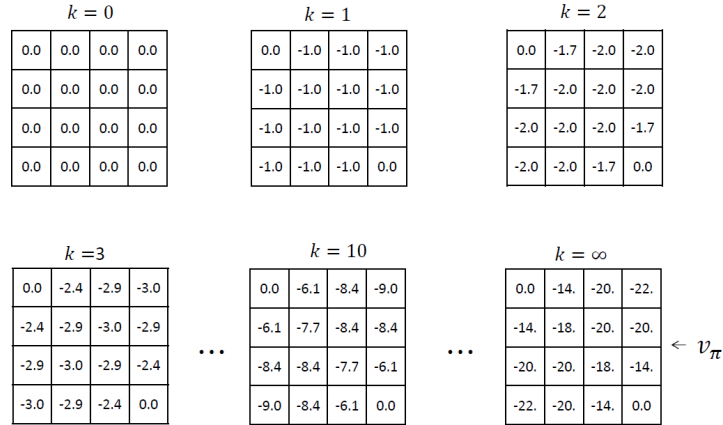 k = 0 k = 1 k = 2
0.0 0.0 0.0 0.0 0.0 -1.0 -1.0 -1.0 0.0 -1.7 -2.0 -2.0
0.0 0.0 0.0 0.0 -1.0 -1.0 -1.0 -1.0 -1.7 -2.0 -2.0 -2.0
0.0 0.0 0.0 0.0 -1.0 -1.0 -1.0 -1.0 -2.0 -2.0 -2.0 -1.7
0.0 0.0 0.0 0.0 -1.0 -1.0 -1.0 0.0 -2.0 -2.0 -1.7 0.0
k =3 k = 10 k = ∞
0.0 -2.4 -2.9 -3.0 0.0 -6.1 -8.4 -9.0 0.0 -14. -20. -22.
-2.4 -2.9 -3.0 -2.9 -6.1 -7.7 -8.4 -8.4 -14. -18. -20. -20.
... ... ← vπ
-2.9 -3.0 -2.9 -2.4 -8.4 -8.4 -7.7 -6.1 -20. -20. -18. -14.
-3.0 -2.9 -2.4 0.0 -9.0 -8.4 -6.1 0.0 -22. -20. -14. 0.0